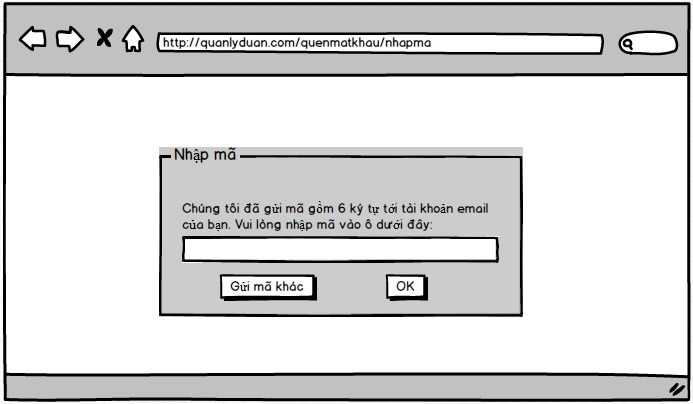 http://quanlyduan.com/quenmatkhau/nhapma
Nhập mã
Chúng tôi đã gửi mã gồm 6 ký tự tới tài khoản email
của bạn. Vui lòng nhập mã vào ô dưới đây:
Gửi mã khác
OK